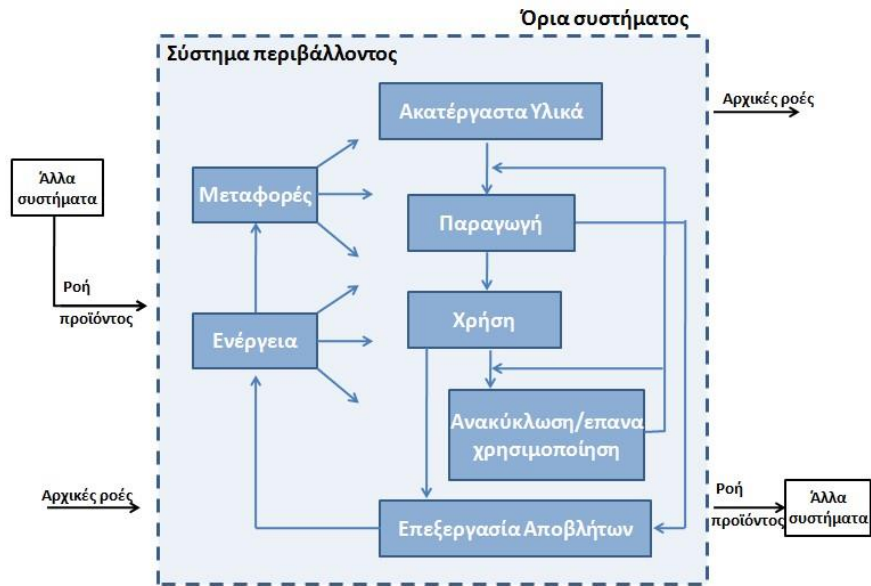 Όρια συστήματος
Σύστημα περιβάλλοντος
Ακατέργαστα Υλικά
Αρχικές ροές
Άλλα
συστήματα
Μεταφορές
Παραγωγή
Ροή
προϊόντος
Ενέργεια
Χρήση
Ανακύκλωση/επανα
χρησιμοποίηση
Αρχικές ροές
Επεξεργασία Αποβλήτων
Ροή
προϊόντος
Άλλα
συστήματα